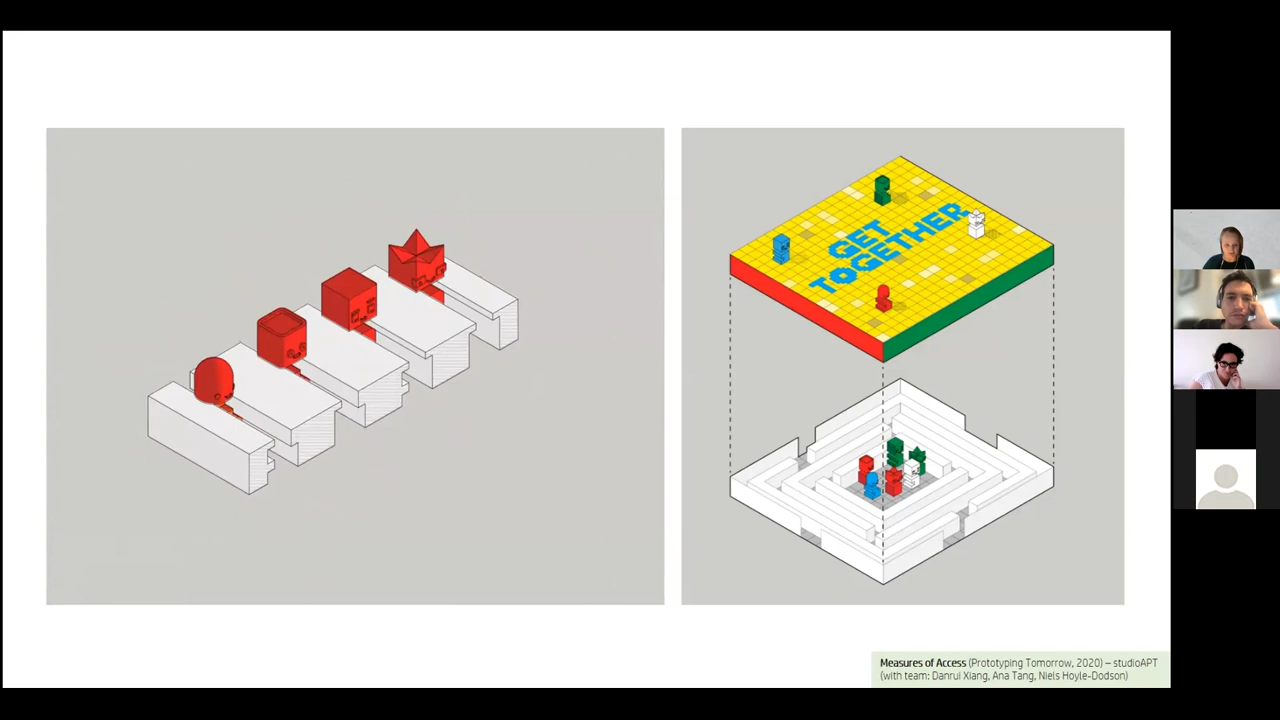 GET
TOGETHER
Measures of Access (Prototyping Tomorrow, 2020) – studioAPT
(with team: Danrui Xiang, Ana Tang, Niels Hoyle-Dodson)